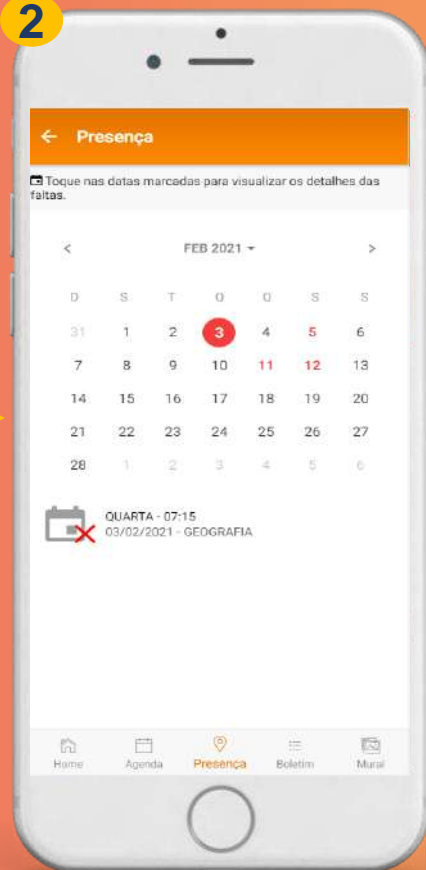 2
← Presença
Toque nas datas marcadas para visualizar os detalhes das
faltas.
< FEB 2021 >
D S T Q Q S S
31 1 2 3 4 5 6
7 8 9 10 11 12 13
14 15 16 17 18 19 20
21 22 23 24 25 26 27
28 1 2 3 4 5 6
QUARTA - 07:15
03/02/2021 - GEOGRAFIA
Home Agenda Presença Boletim Mural